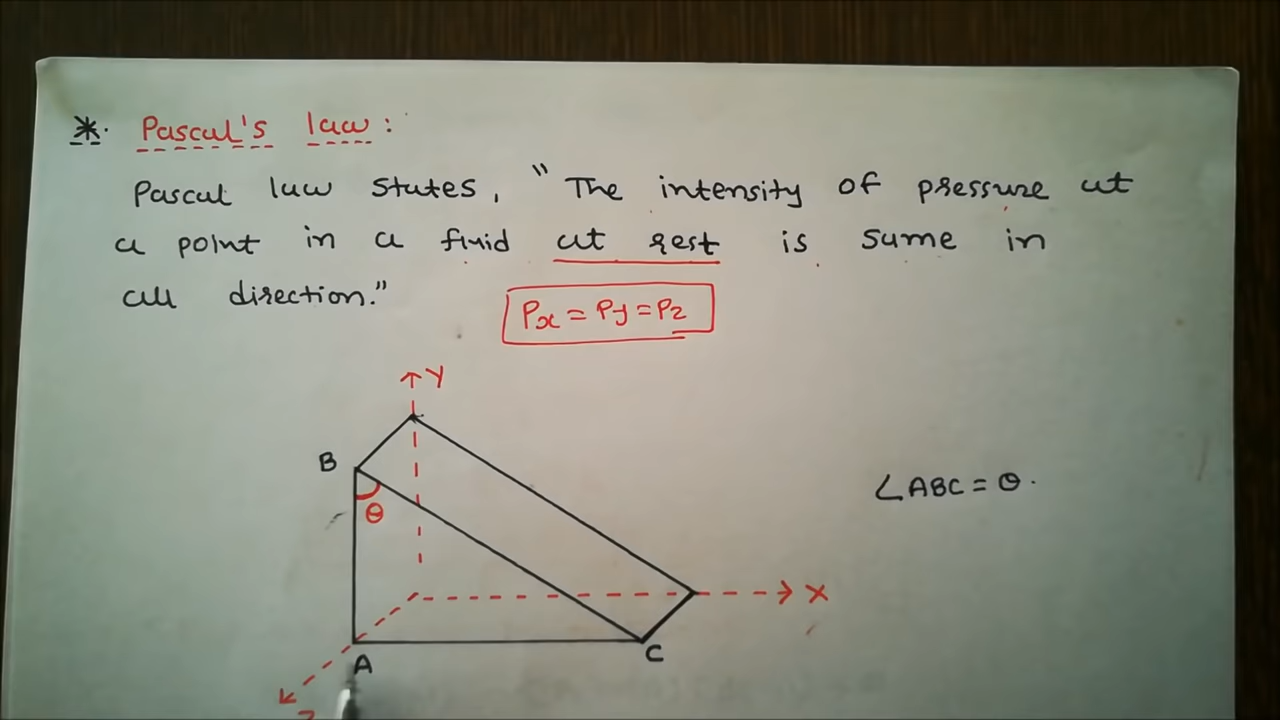 *. Pascal's law:
Pascal law states, "The intensity of pressure at
a point in a fluid at rest is same in
all direction."
Px = Py = Pz
Y
B
θ
∠ABC = θ.
X
A
C